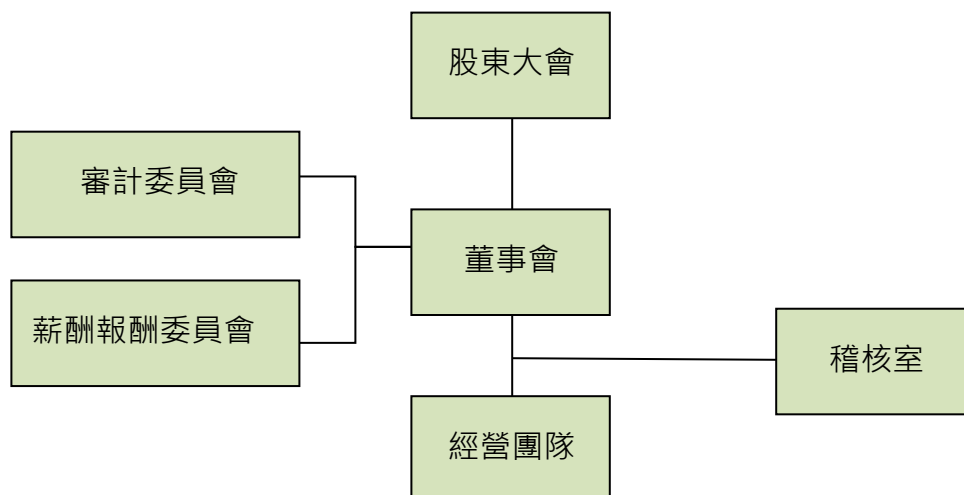 股東大會
審計委員會
董事會
薪酬報酬委員會
稽核室
經營團隊